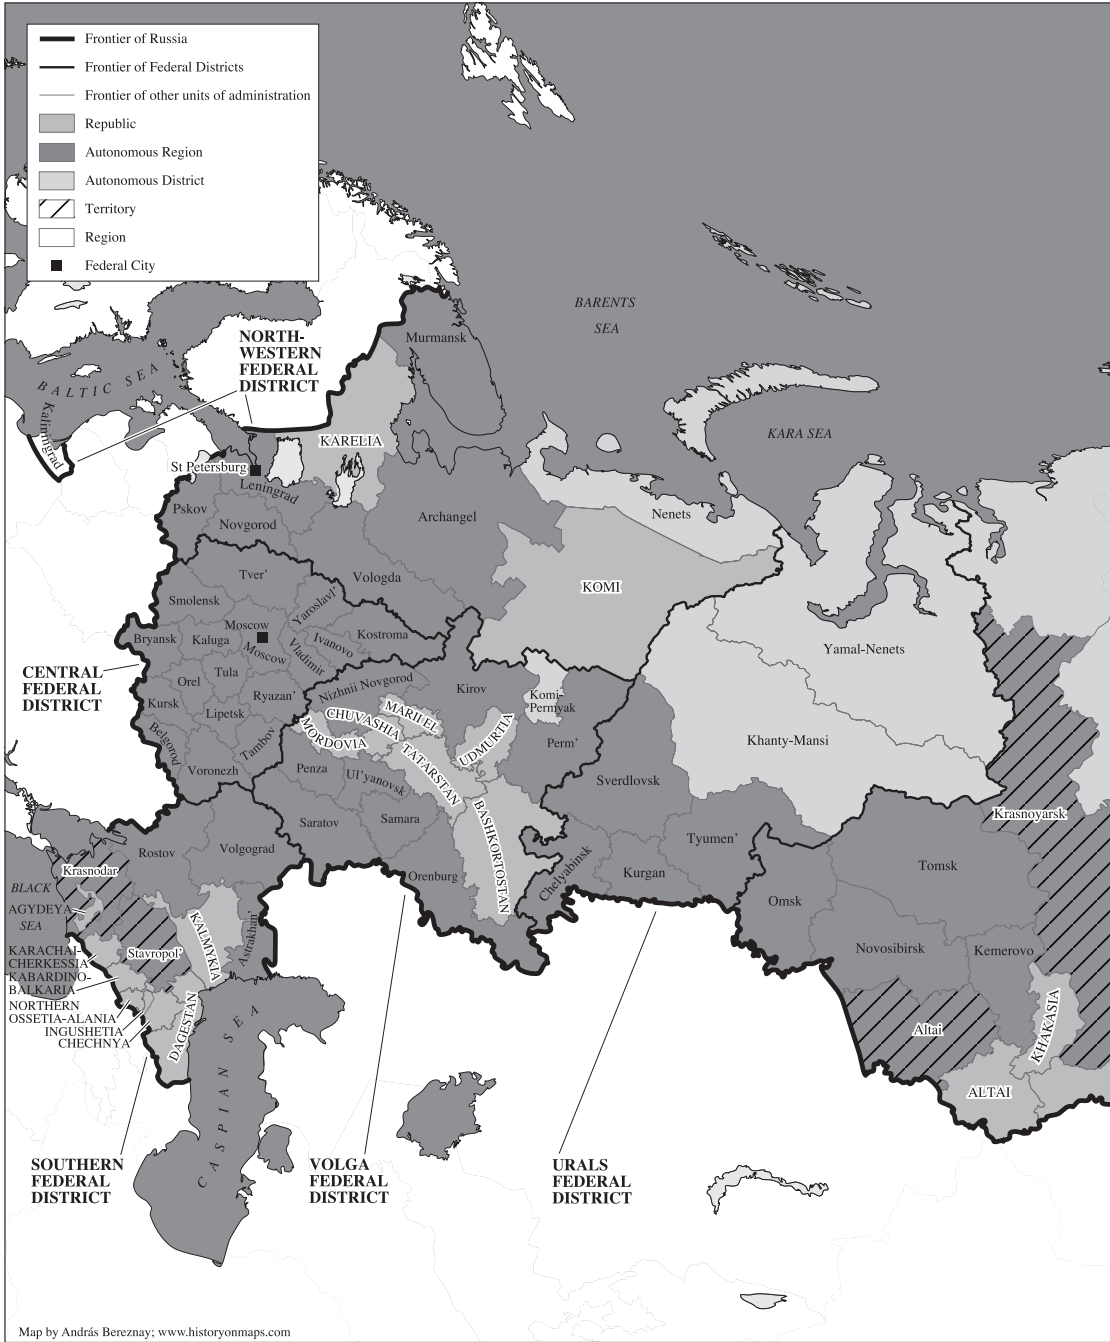 Frontier of Russia
Frontier of Federal Districts
Frontier of other units of administration
Republic
Autonomous Region
Autonomous District
Territory
Region
Federal City
BARENTS
SEA
KARA SEA
BALTIC SEA
NORTH-
WESTERN
FEDERAL
DISTRICT
Kaliningrad
Murmansk
KARELIA
St Petersburg
Leningrad
Pskov
Novgorod
Archangel
Nenets
KOMI
Vologda
Tver'
Smolensk
Yaroslavl'
Moscow
Moscow
Bryansk
Kaluga
Vladimir
Ivanovo
Kostroma
Tula
Orel
Ryazan'
Kursk
Lipetsk
Belgorod
Tambov
Voronezh
CENTRAL
FEDERAL
DISTRICT
Nizhnii Novgorod
Kirov
Komi-
Permyak
Perm'
MARII EL
CHUVASHIA
MORDOVIA
UDMURTIA
TATARSTAN
BASHKORTOSTAN
Penza
Ul'yanovsk
Saratov
Samara
Orenburg
Yamal-Nenets
Khanty-Mansi
Sverdlovsk
Tyumen'
Chelyabinsk
Kurgan
Krasnoyarsk
Tomsk
Omsk
Novosibirsk
Kemerovo
Altai
KHAKASIA
ALTAI
Rostov
Volgograd
Krasnodar
BLACK
SEA
AGYDEYA
KALMYKIA
Astrakhan'
Stavropol'
KARACHAI-
CHERKESSIA
KABARDINO-
BALKARIA
NORTHERN
OSSETIA-ALANIA
INGUSHETIA
CHECHNYA
DAGESTAN
CASPIAN SEA
SOUTHERN
FEDERAL
DISTRICT
VOLGA
FEDERAL
DISTRICT
URALS
FEDERAL
DISTRICT
Map by András Bereznay; www.historyonmaps.com